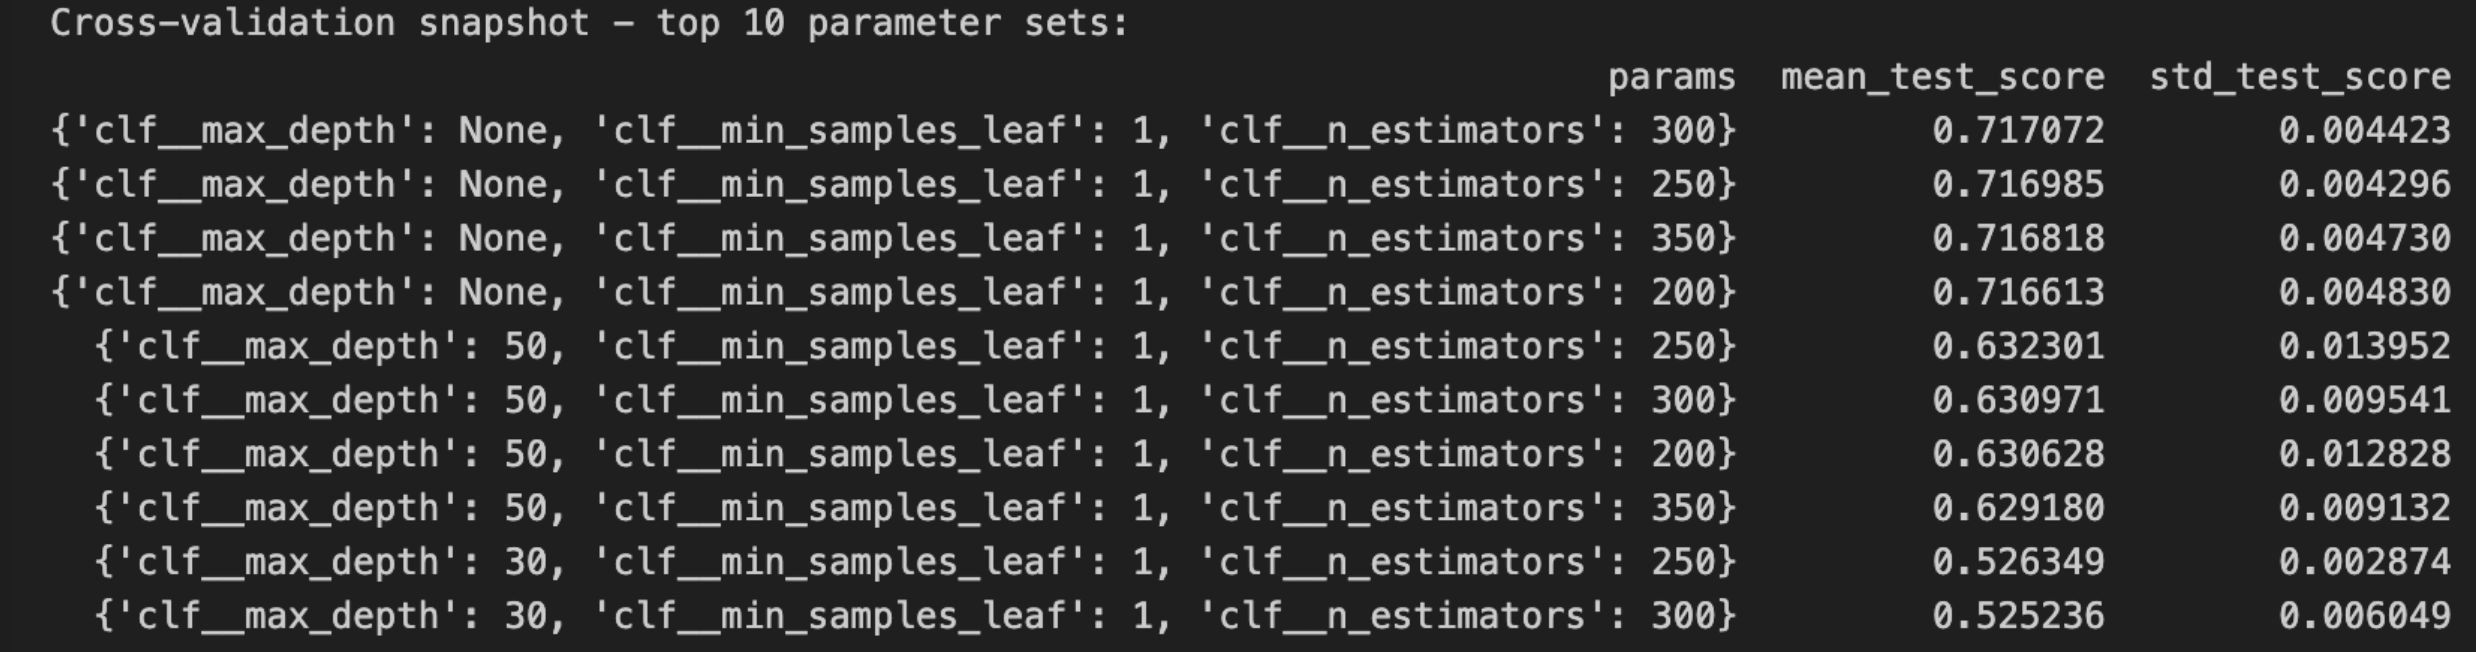 Cross-validation snapshot – top 10 parameter sets:
params mean_test_score std_test_score
{'clf__max_depth': None, 'clf__min_samples_leaf': 1, 'clf__n_estimators': 300} 0.717072 0.004423
{'clf__max_depth': None, 'clf__min_samples_leaf': 1, 'clf__n_estimators': 250} 0.716985 0.004296
{'clf__max_depth': None, 'clf__min_samples_leaf': 1, 'clf__n_estimators': 350} 0.716818 0.004730
{'clf__max_depth': None, 'clf__min_samples_leaf': 1, 'clf__n_estimators': 200} 0.716613 0.004830
{'clf__max_depth': 50, 'clf__min_samples_leaf': 1, 'clf__n_estimators': 250} 0.632301 0.013952
{'clf__max_depth': 50, 'clf__min_samples_leaf': 1, 'clf__n_estimators': 300} 0.630971 0.009541
{'clf__max_depth': 50, 'clf__min_samples_leaf': 1, 'clf__n_estimators': 200} 0.630628 0.012828
{'clf__max_depth': 50, 'clf__min_samples_leaf': 1, 'clf__n_estimators': 350} 0.629180 0.009132
{'clf__max_depth': 30, 'clf__min_samples_leaf': 1, 'clf__n_estimators': 250} 0.526349 0.002874
{'clf__max_depth': 30, 'clf__min_samples_leaf': 1, 'clf__n_estimators': 300} 0.525236 0.006049